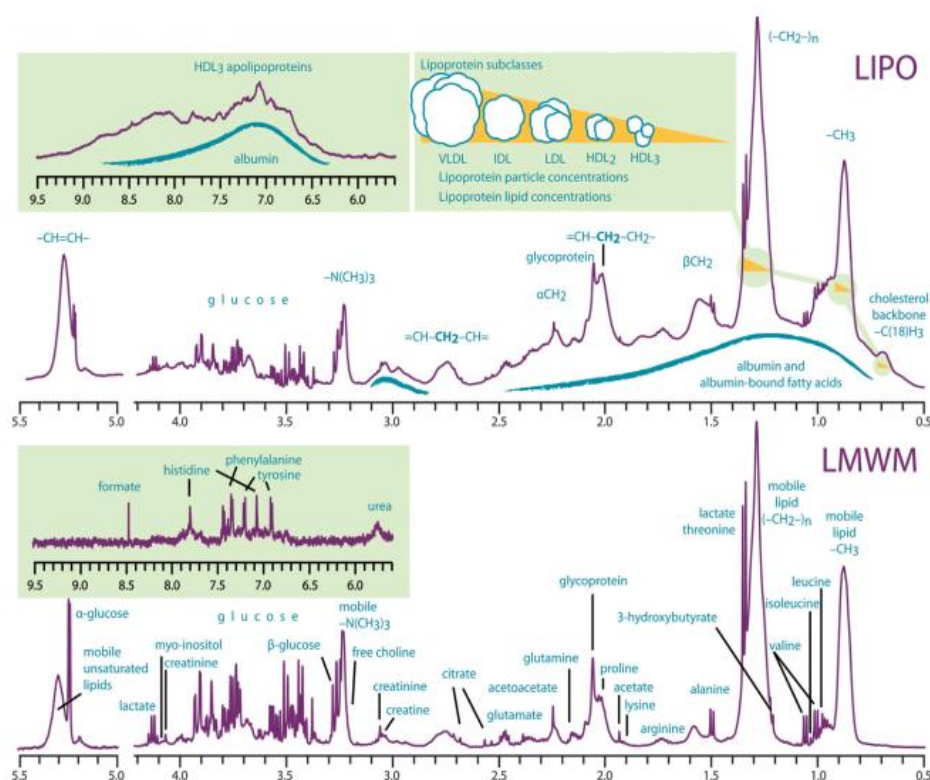 LIPO
(–CH2–)n
–CH3
HDL3 apolipoproteins
albumin
9.5 9.0 8.5 8.0 7.5 7.0 6.5 6.0
Lipoprotein subclasses
VLDL IDL LDL HDL2 HDL3
Lipoprotein particle concentrations
Lipoprotein lipid concentrations
–CH=CH–
glucose
–N(CH3)3
=CH–CH2–CH=
=CH–CH2–CH2–
glycoprotein
αCH2
βCH2
cholesterol
backbone
–C(18)H3
albumin and
albumin-bound fatty acids
5.5 5.0 4.0 3.5 3.0 2.5 2.0 1.5 1.0 0.5
LMWM
formate
histidine
phenylalanine
tyrosine
urea
9.5 9.0 8.5 8.0 7.5 7.0 6.5 6.0
α-glucose
mobile
unsaturated
lipids
lactate
myo-inositol
creatinine
glucose
β-glucose
mobile
–N(CH3)3
free choline
creatinine
creatine
citrate
acetoacetate
glutamate
glutamine
glycoprotein
proline
acetate
lysine
arginine
alanine
lactate
threonine
mobile
lipid
(–CH2–)n
mobile
lipid
–CH3
3-hydroxybutyrate
valine
isoleucine
leucine
5.5 5.0 4.0 3.5 3.0 2.5 2.0 1.5 1.0 0.5